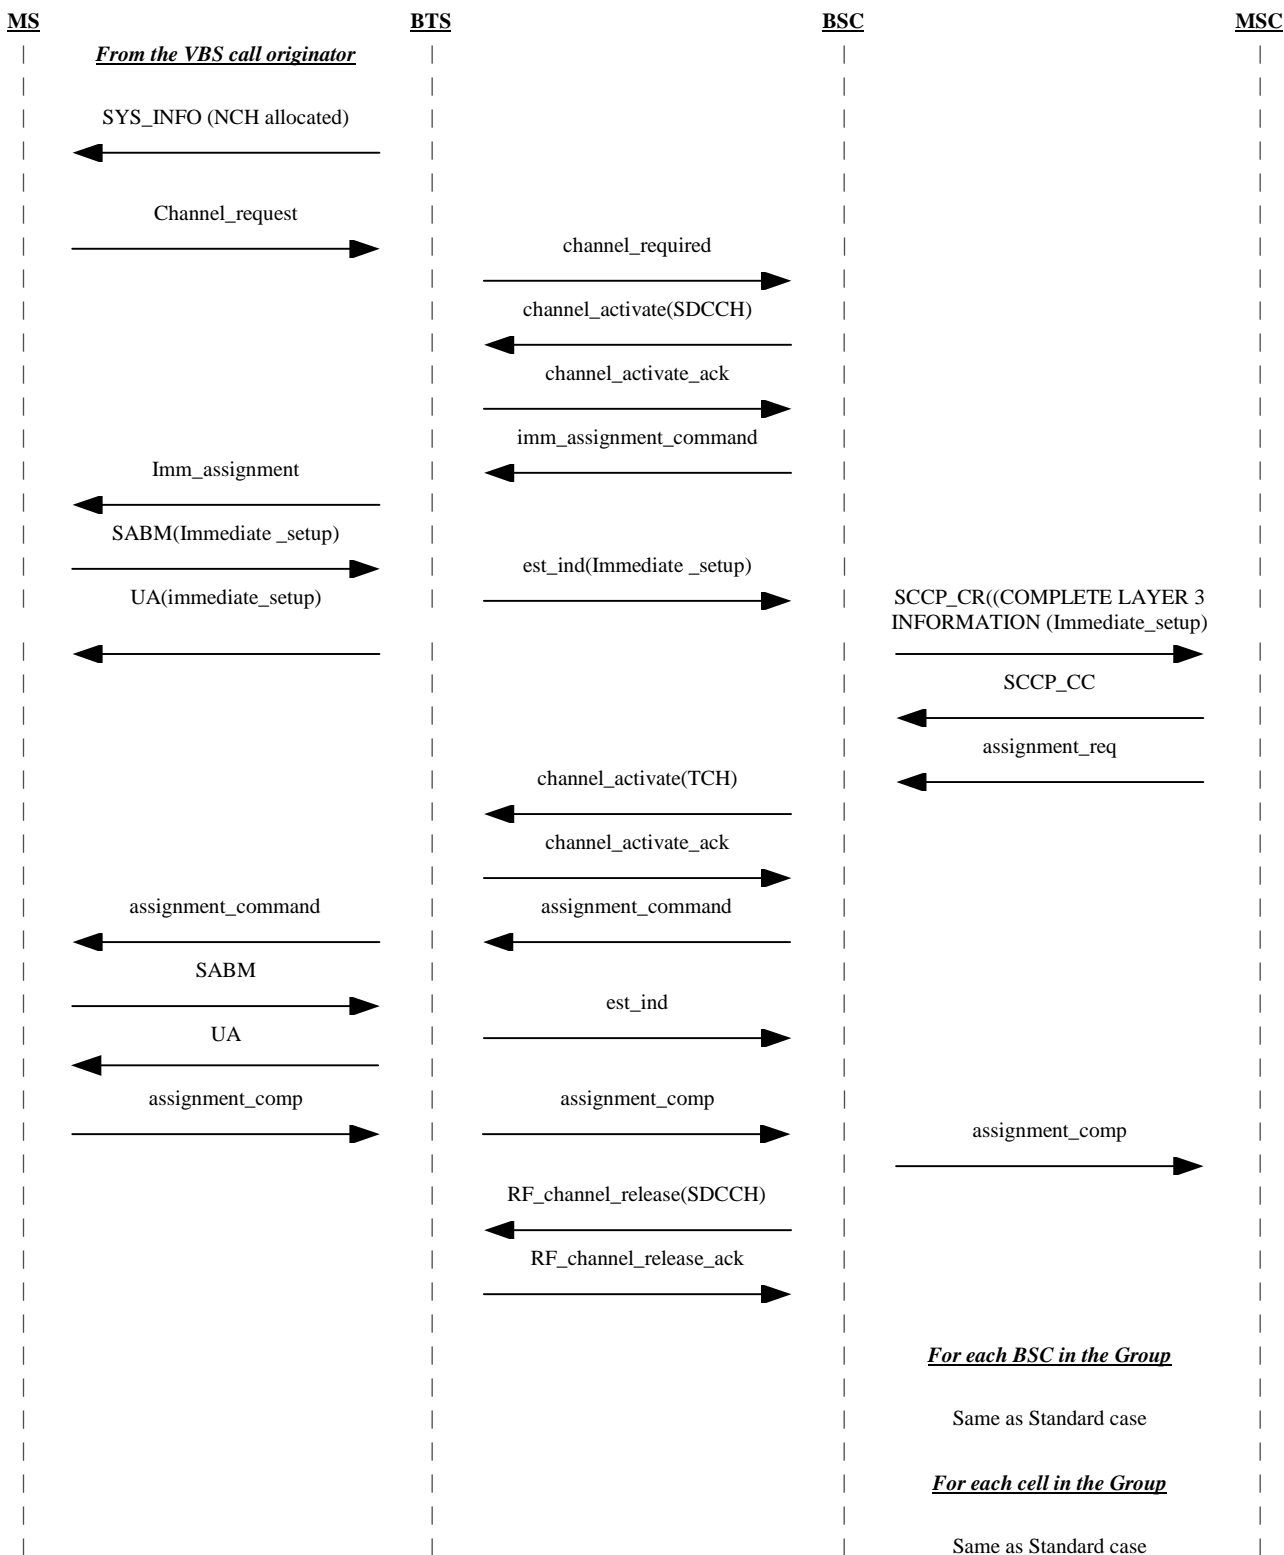 MS BTS BSC MSC
From the VBS call originator
SYS_INFO (NCH allocated)
Channel_request
channel_required
channel_activate(SDCCH)
channel_activate_ack
imm_assignment_command
Imm_assignment
SABM(Immediate _setup)
est_ind(Immediate _setup)
UA(immediate_setup)
SCCP_CR((COMPLETE LAYER 3
INFORMATION (Immediate_setup)
SCCP_CC
assignment_req
channel_activate(TCH)
channel_activate_ack
assignment_command assignment_command
SABM
est_ind
UA
assignment_comp assignment_comp
assignment_comp
RF_channel_release(SDCCH)
RF_channel_release_ack
For each BSC in the Group
Same as Standard case
For each cell in the Group
Same as Standard case